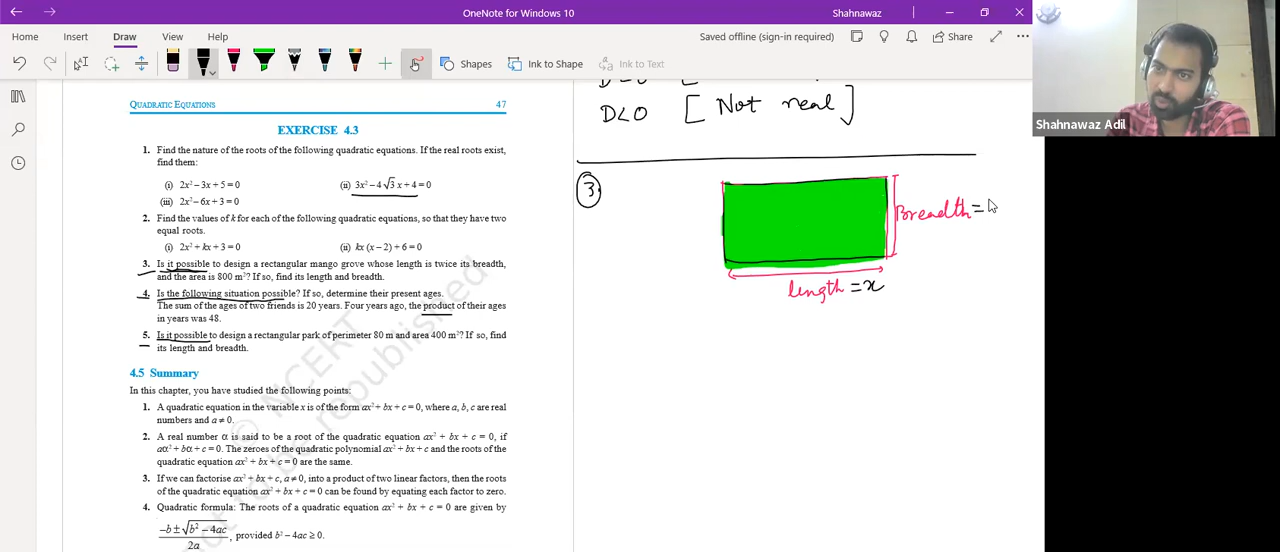 OneNote for Windows 10
Shahnawaz
Home Insert Draw View Help
Saved offline (sign-in required) Share
Shapes Ink to Shape Ink to Text
QUADRATIC EQUATIONS 47
EXERCISE 4.3
1. Find the nature of the roots of the following quadratic equations. If the real roots exist,
find them:
(i) 2x² – 3x + 5 = 0 (ii) 3x² – 4√3 x + 4 = 0
(iii) 2x² – 6x + 3 = 0
2. Find the values of k for each of the following quadratic equations, so that they have two
equal roots.
(i) 2x² + kx + 3 = 0 (ii) kx (x – 2) + 6 = 0
3. Is it possible to design a rectangular mango grove whose length is twice its breadth,
and the area is 800 m²? If so, find its length and breadth.
4. Is the following situation possible? If so, determine their present ages.
The sum of the ages of two friends is 20 years. Four years ago, the product of their ages
in years was 48.
5. Is it possible to design a rectangular park of perimeter 80 m and area 400 m²? If so, find
its length and breadth.
4.5 Summary
In this chapter, you have studied the following points:
1. A quadratic equation in the variable x is of the form ax² + bx + c = 0, where a, b, c are real
numbers and a ≠ 0.
2. A real number α is said to be a root of the quadratic equation ax² + bx + c = 0, if
aα² + bα + c = 0. The zeroes of the quadratic polynomial ax² + bx + c and the roots of the
quadratic equation ax² + bx + c = 0 are the same.
3. If we can factorise ax² + bx + c, a ≠ 0, into a product of two linear factors, then the roots
of the quadratic equation ax² + bx + c = 0 can be found by equating each factor to zero.
4. Quadratic formula: The roots of a quadratic equation ax² + bx + c = 0 are given by
–b ± √b² – 4ac
2a , provided b² – 4ac ≥ 0.
© NCERT
not to be republished
D<0 [Not real]
3.
Breadth =
length = x
Shahnawaz Adil